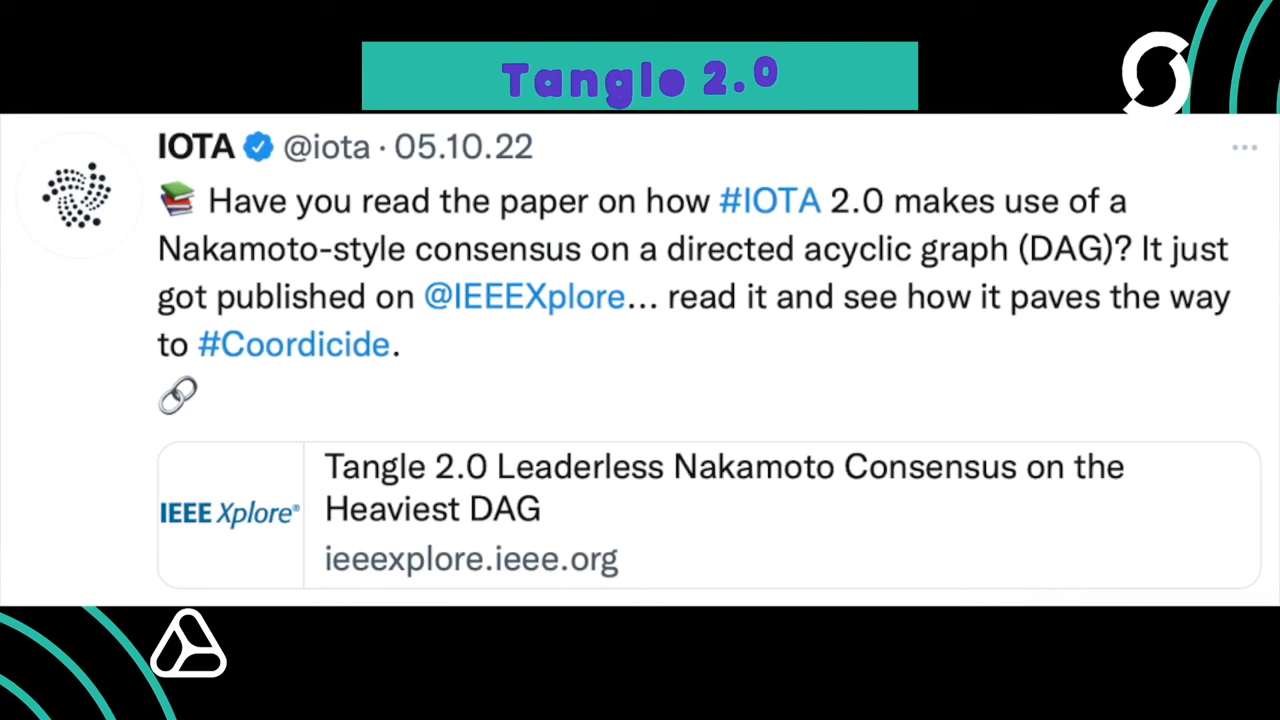 Tangle 2.0
IOTA @iota · 05.10.22
📚 Have you read the paper on how #IOTA 2.0 makes use of a
Nakamoto-style consensus on a directed acyclic graph (DAG)? It just
got published on @IEEEXplore... read it and see how it paves the way
to #Coordicide.
🔗
Tangle 2.0 Leaderless Nakamoto Consensus on the
Heaviest DAG
IEEE Xplore®
ieeexplore.ieee.org